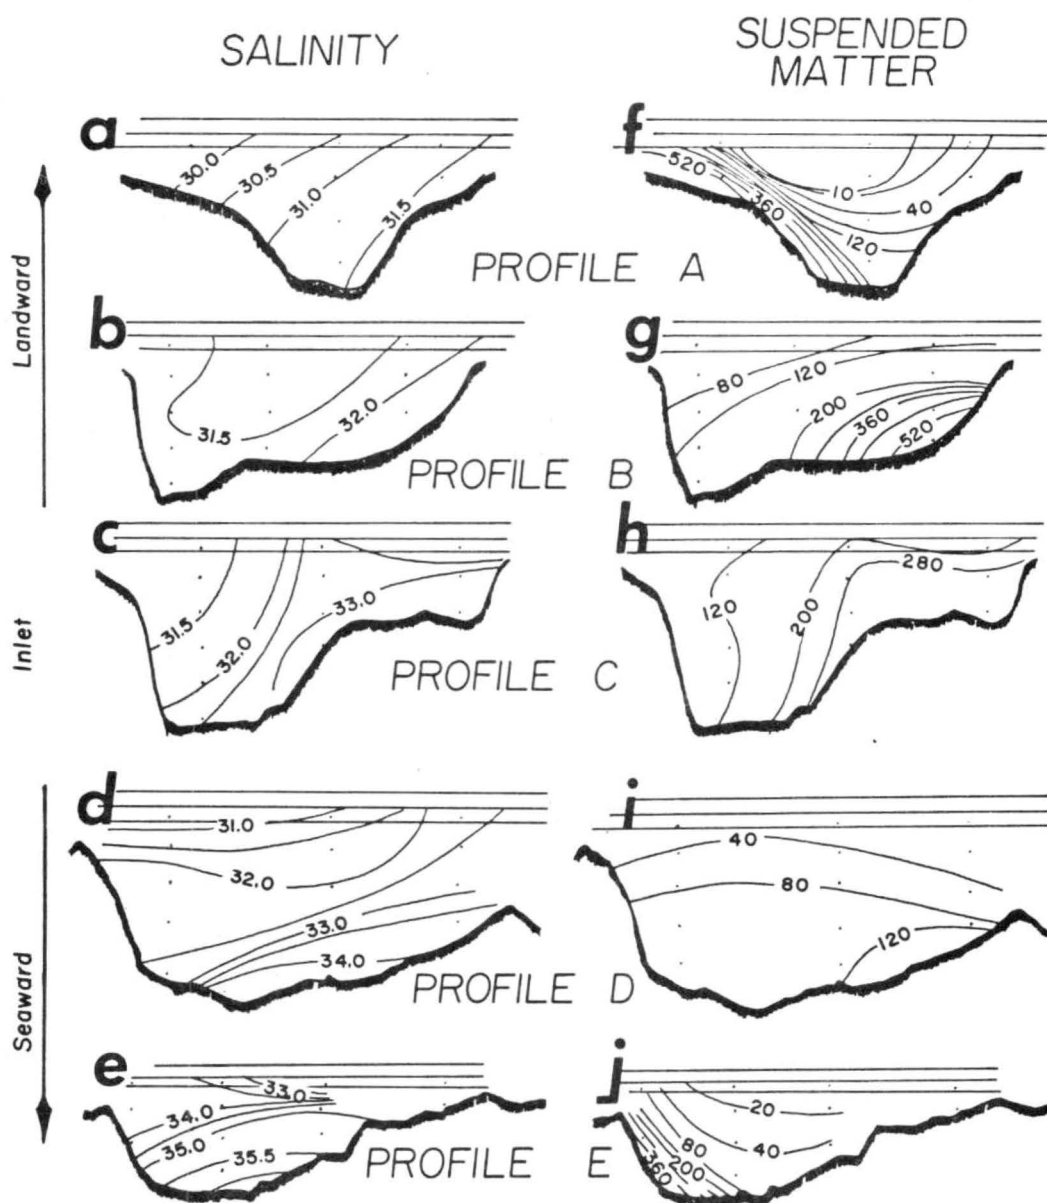 SALINITY
SUSPENDED
MATTER
a
30.0
30.5
31.0
31.5
f
520
360
10
40
120
PROFILE A
Landward
b
31.5
32.0
g
80
120
200
360
520
PROFILE B
Inlet
c
31.5
32.0
33.0
h
120
200
280
PROFILE C
Seaward
d
31.0
32.0
33.0
34.0
i
40
80
120
PROFILE D
e
33.0
34.0
35.0
35.5
j
20
40
80
200
360
PROFILE E